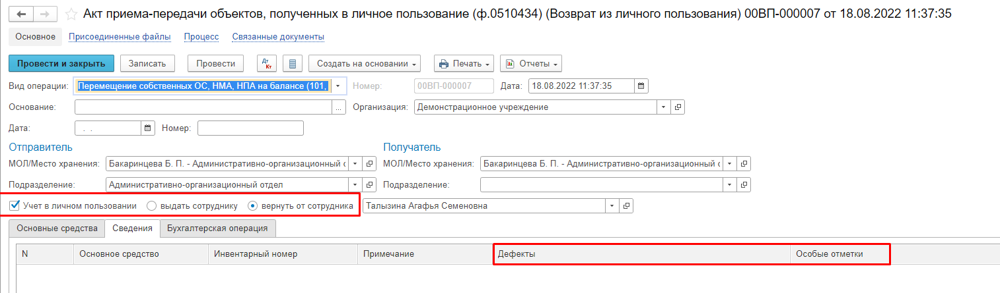 Акт приема-передачи объектов, полученных в личное пользование (ф.0510434) (Возврат из личного пользования) 00ВП-000007 от 18.08.2022 11:37:35
Основное Присоединенные файлы Процесс Связанные документы
Провести и закрыть Записать Провести Дт Кт Создать на основании Печать Отчеты
Вид операции: Перемещение собственных ОС, НМА, НПА на балансе (101, Номер: 00ВП-000007 Дата: 18.08.2022 11:37:35
Основание: ... Организация: Демонстрационное учреждение
Дата: . . Номер:
Отправитель Получатель
МОЛ/Место хранения: Бакаринцева Б. П. - Административно-организационный МОЛ/Место хранения: Бакаринцева Б. П. - Административно-организационный
Подразделение: Административно-организационный отдел Подразделение:
Учет в личном пользовании выдать сотруднику вернуть от сотрудника Талызина Агафья Семеновна
Основные средства Сведения Бухгалтерская операция
N Основное средство Инвентарный номер Примечание Дефекты Особые отметки